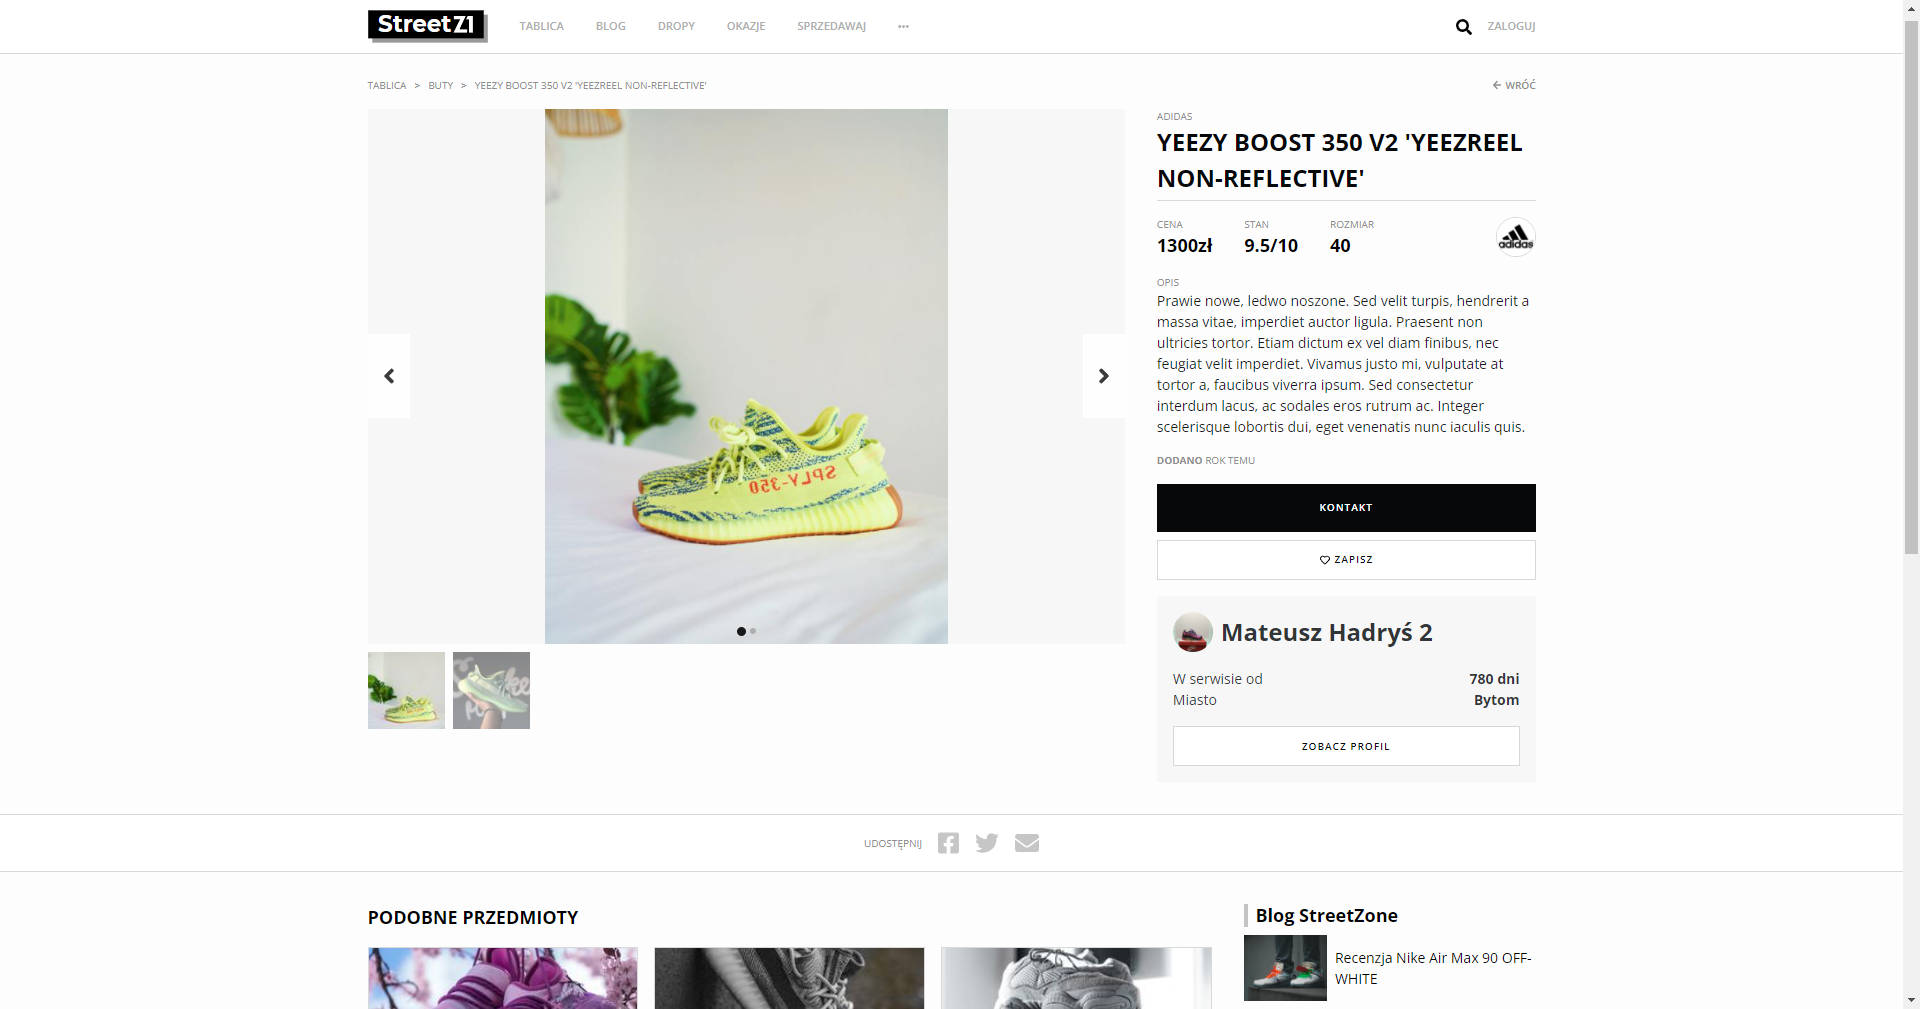 StreetZ1
TABLICA
BLOG
DROPY
OKAZJE
SPRZEDAWAJ
ZALOGUJ
TABLICA > BUTY > YEEZY BOOST 350 V2 'YEEZREEL NON-REFLECTIVE'
WRÓĆ
SPLY-350
ADIDAS
YEEZY BOOST 350 V2 'YEEZREEL
NON-REFLECTIVE'
CENA
1300zł
STAN
9.5/10
ROZMIAR
40
adidas
OPIS
Prawie nowe, ledwo noszone. Sed velit turpis, hendrerit a
massa vitae, imperdiet auctor ligula. Praesent non
ultricies tortor. Etiam dictum ex vel diam finibus, nec
feugiat velit imperdiet. Vivamus justo mi, vulputate at
tortor a, faucibus viverra ipsum. Sed consectetur
interdum lacus, ac sodales eros rutrum ac. Integer
scelerisque lobortis dui, eget venenatis nunc iaculis quis.
DODANO ROK TEMU
KONTAKT
ZAPISZ
Mateusz Hadryś 2
W serwisie od 780 dni
Miasto Bytom
ZOBACZ PROFIL
UDOSTĘPNIJ
PODOBNE PRZEDMIOTY
Blog StreetZone
Recenzja Nike Air Max 90 OFF-
WHITE